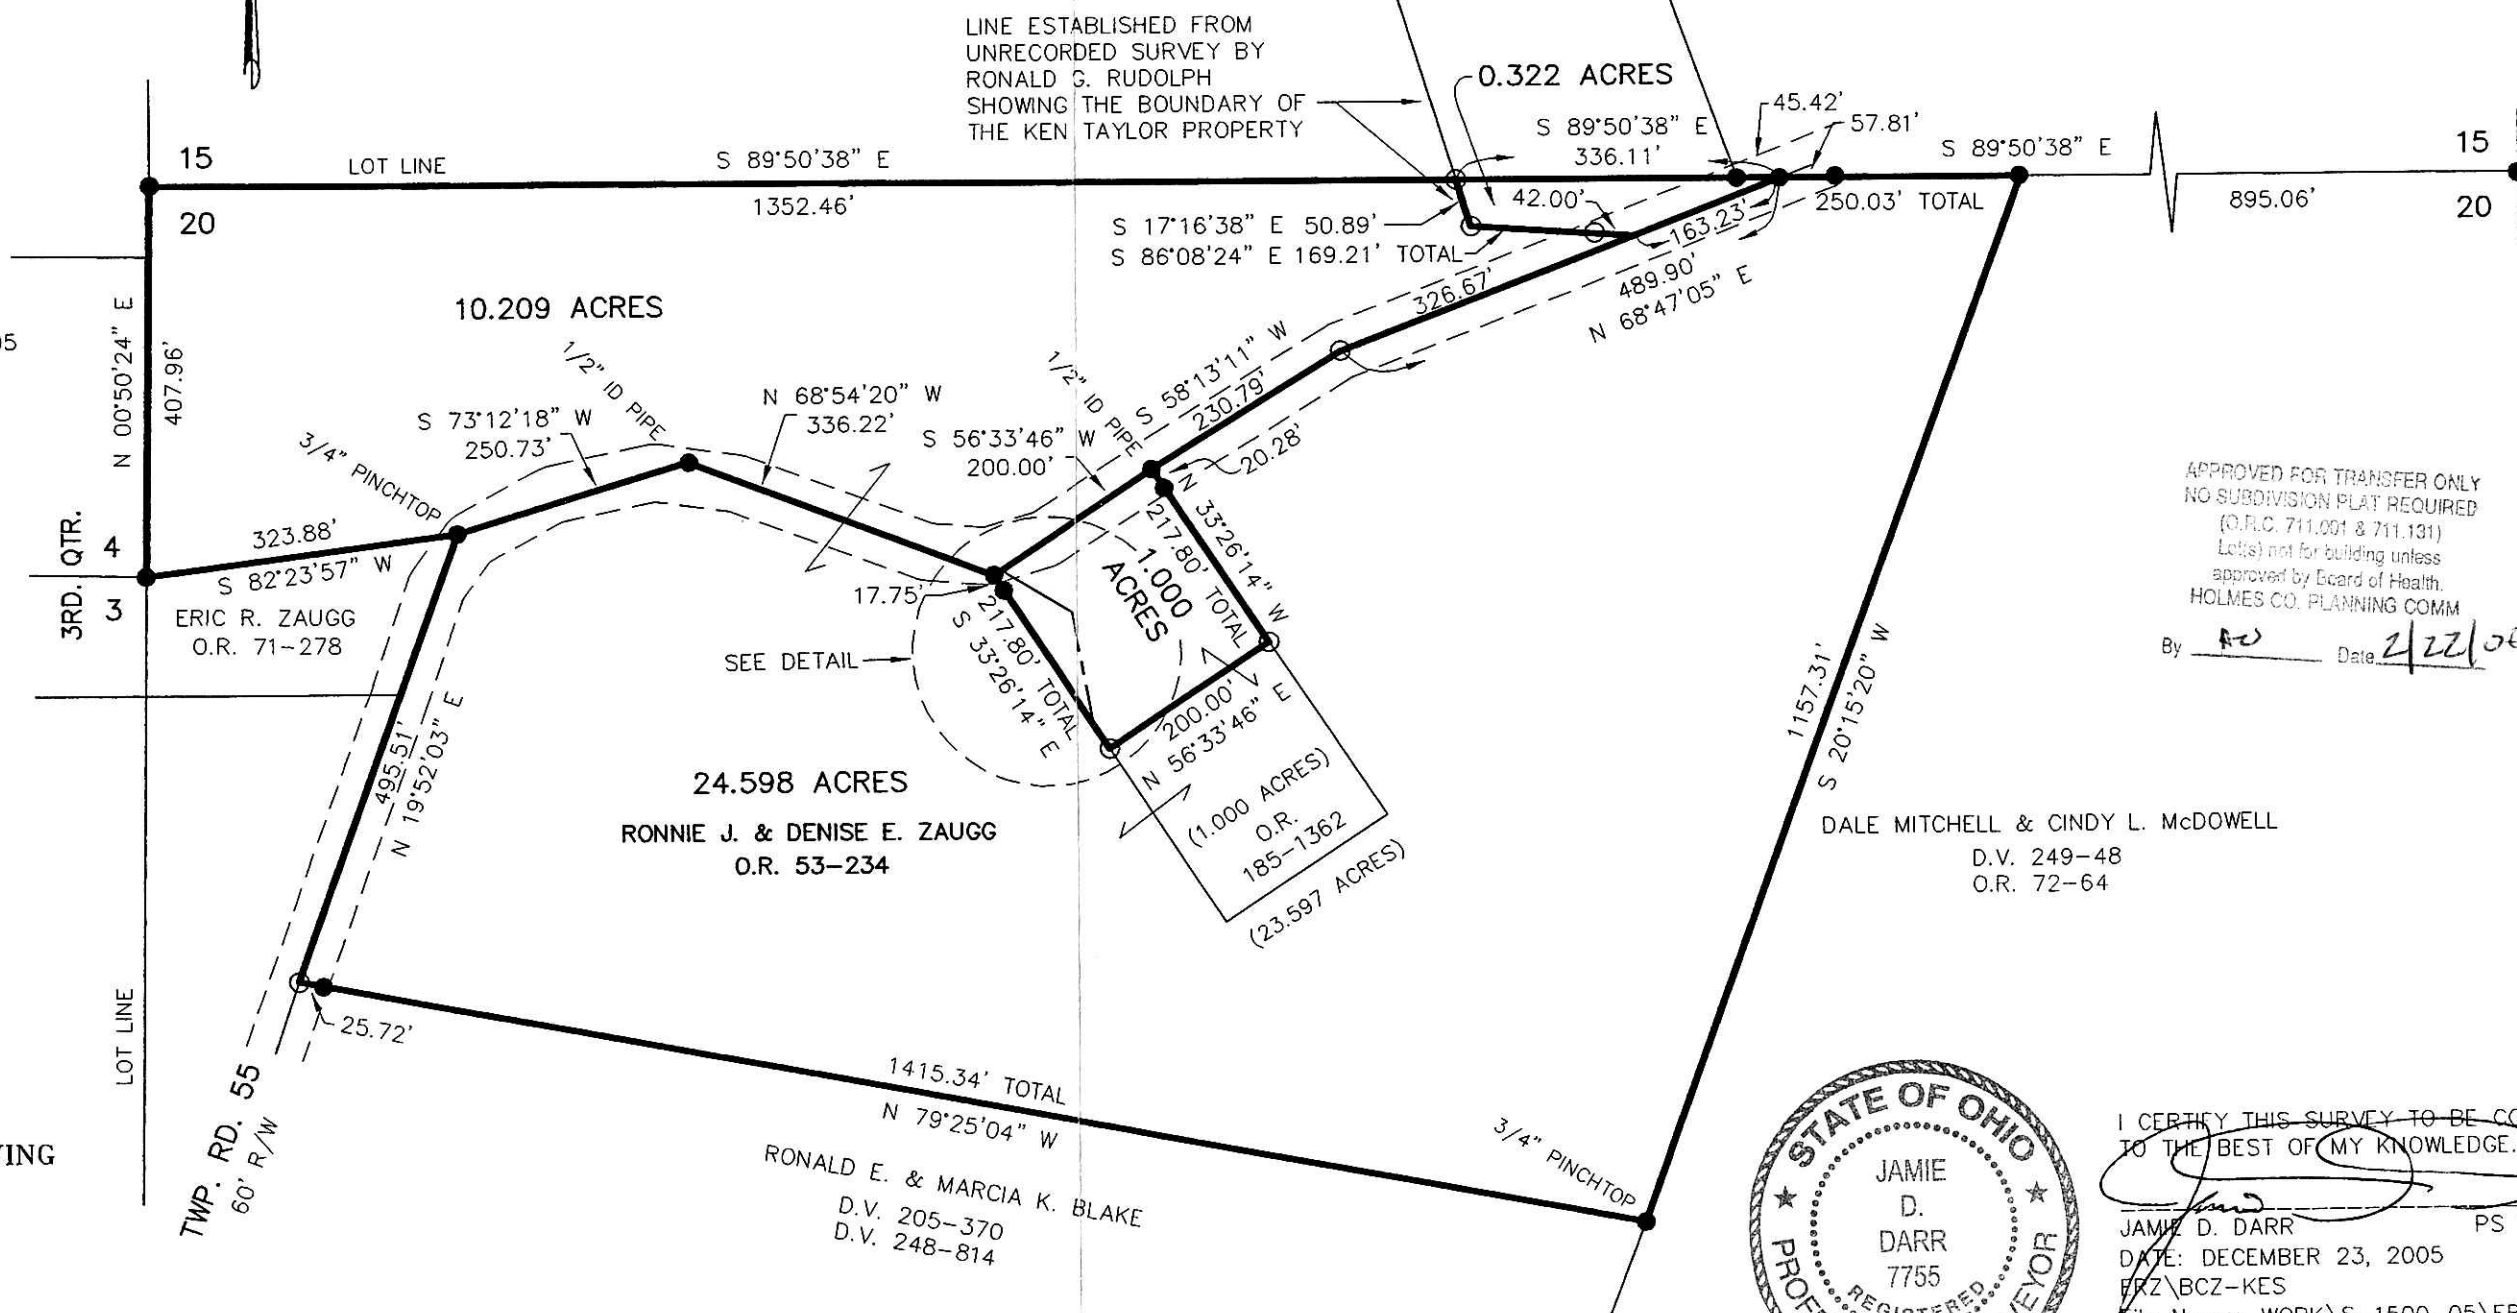 LINE ESTABLISHED FROM
UNRECORDED SURVEY BY
RONALD G. RUDOLPH
SHOWING THE BOUNDARY OF
THE KEN TAYLOR PROPERTY
0.322 ACRES
45.42'
57.81'
S 89°50'38" E
336.11'
S 89°50'38" E
250.03' TOTAL
15
20
LOT LINE
S 89°50'38" E
1352.46'
895.06'
15
20
42.00'
S 17°16'38" E 50.89'
S 86°08'24" E 169.21' TOTAL
163.23'
489.90'
N 68°47'05" E
326.67'
N 00°50'24" E
407.96'
10.209 ACRES
1/2" ID PIPE
N 68°54'20" W
336.22'
S 73°12'18" W
250.73'
3/4" PINCHTOP
1/2" ID PIPE
S 58°13'11" W
230.79'
S 56°33'46" W
200.00'
20.28'
N 33°26'14" W
217.80' TOTAL
1.000
ACRES
17.75'
217.80' TOTAL
S 33°26'14" E
SEE DETAIL
200.00'
N 56°33'46" E
(1.000 ACRES)
O.R.
185-1362
(23.597 ACRES)
3RD. QTR.
4
3
323.88'
S 82°23'57" W
ERIC R. ZAUGG
O.R. 71-278
495.51'
N 19°52'03" E
24.598 ACRES
RONNIE J. & DENISE E. ZAUGG
O.R. 53-234
APPROVED FOR TRANSFER ONLY
NO SUBDIVISION PLAT REQUIRED
(O.R.C. 711.001 & 711.131)
Lot(s) not for building unless
approved by Board of Health.
HOLMES CO. PLANNING COMM
By Date 2/22/06
1157.31'
S 20°15'20" W
DALE MITCHELL & CINDY L. McDOWELL
D.V. 249-48
O.R. 72-64
LOT LINE
25.72'
TWP. RD. 55
60' R/W
1415.34' TOTAL
N 79°25'04" W
RONALD E. & MARCIA K. BLAKE
D.V. 205-370
D.V. 248-814
3/4" PINCHTOP
VING
STATE OF OHIO
JAMIE
D.
DARR
7755
REGISTERED
I CERTIFY THIS SURVEY TO BE CO
TO THE BEST OF MY KNOWLEDGE.
JAMIE D. DARR PS
DATE: DECEMBER 23, 2005
ERZ\BCZ-KES